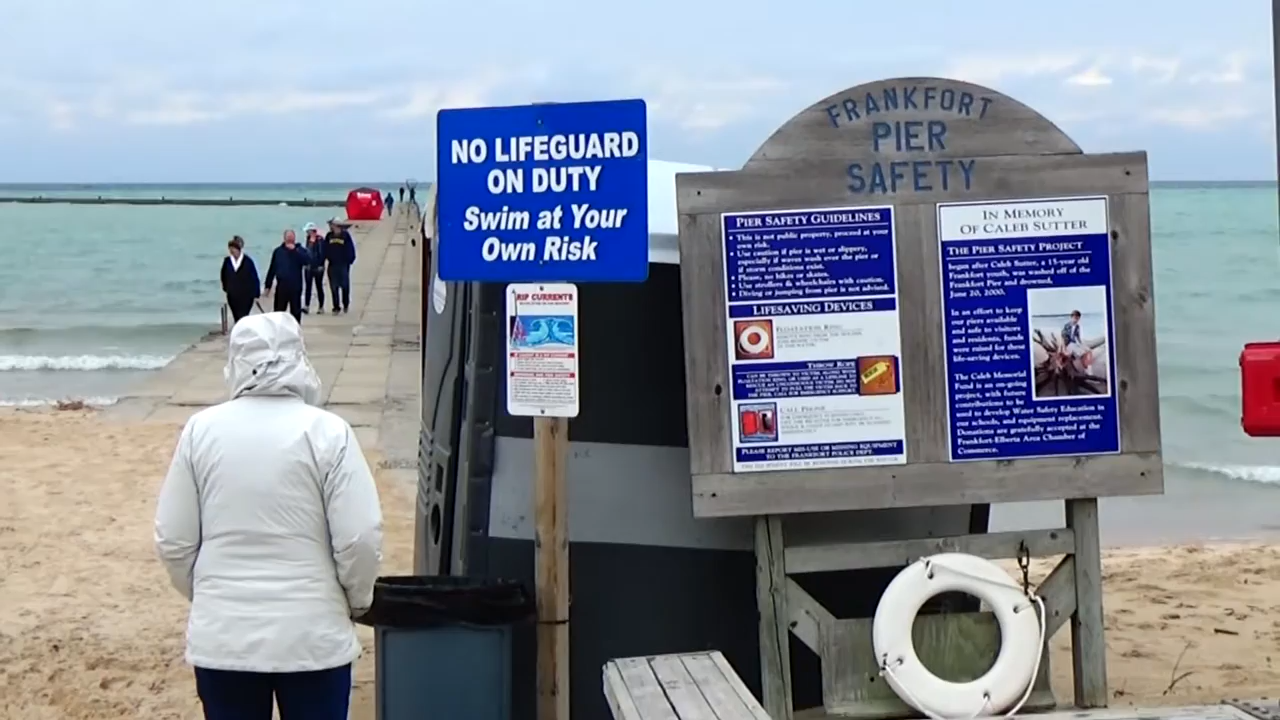 NO LIFEGUARD
ON DUTY
Swim at Your
Own Risk
RIP CURRENTS
FRANKFORT
PIER
SAFETY
PIER SAFETY GUIDELINES
• This is not public property, proceed at your
own risk.
• Use caution if pier is wet or slippery,
especially if waves wash over the pier or
if storm conditions exist.
• Please, no bikes or skates.
• Use strollers & wheelchairs with caution.
• Diving or jumping from pier is not advised.
LIFESAVING DEVICES
FLOATATION RING
THROW ROPE
CALL PHONE
PLEASE REPORT MIS-USE OR MISSING EQUIPMENT
TO THE FRANKFORT POLICE DEPT.
IN MEMORY
OF CALEB SUTTER
THE PIER SAFETY PROJECT
began after Caleb Sutter, a 15-year old
Frankfort youth, was washed off of the
Frankfort Pier and drowned,
June 20, 2000.
In an effort to keep
our piers available
and safe to visitors
and residents, funds
were raised for these
life-saving devices.
The Caleb Memorial
Fund is an on-going
project, with future
contributions to be
used to develop Water Safety Education in
our schools, and equipment replacement.
Donations are gratefully accepted at the
Frankfort-Elberta Area Chamber of
Commerce.